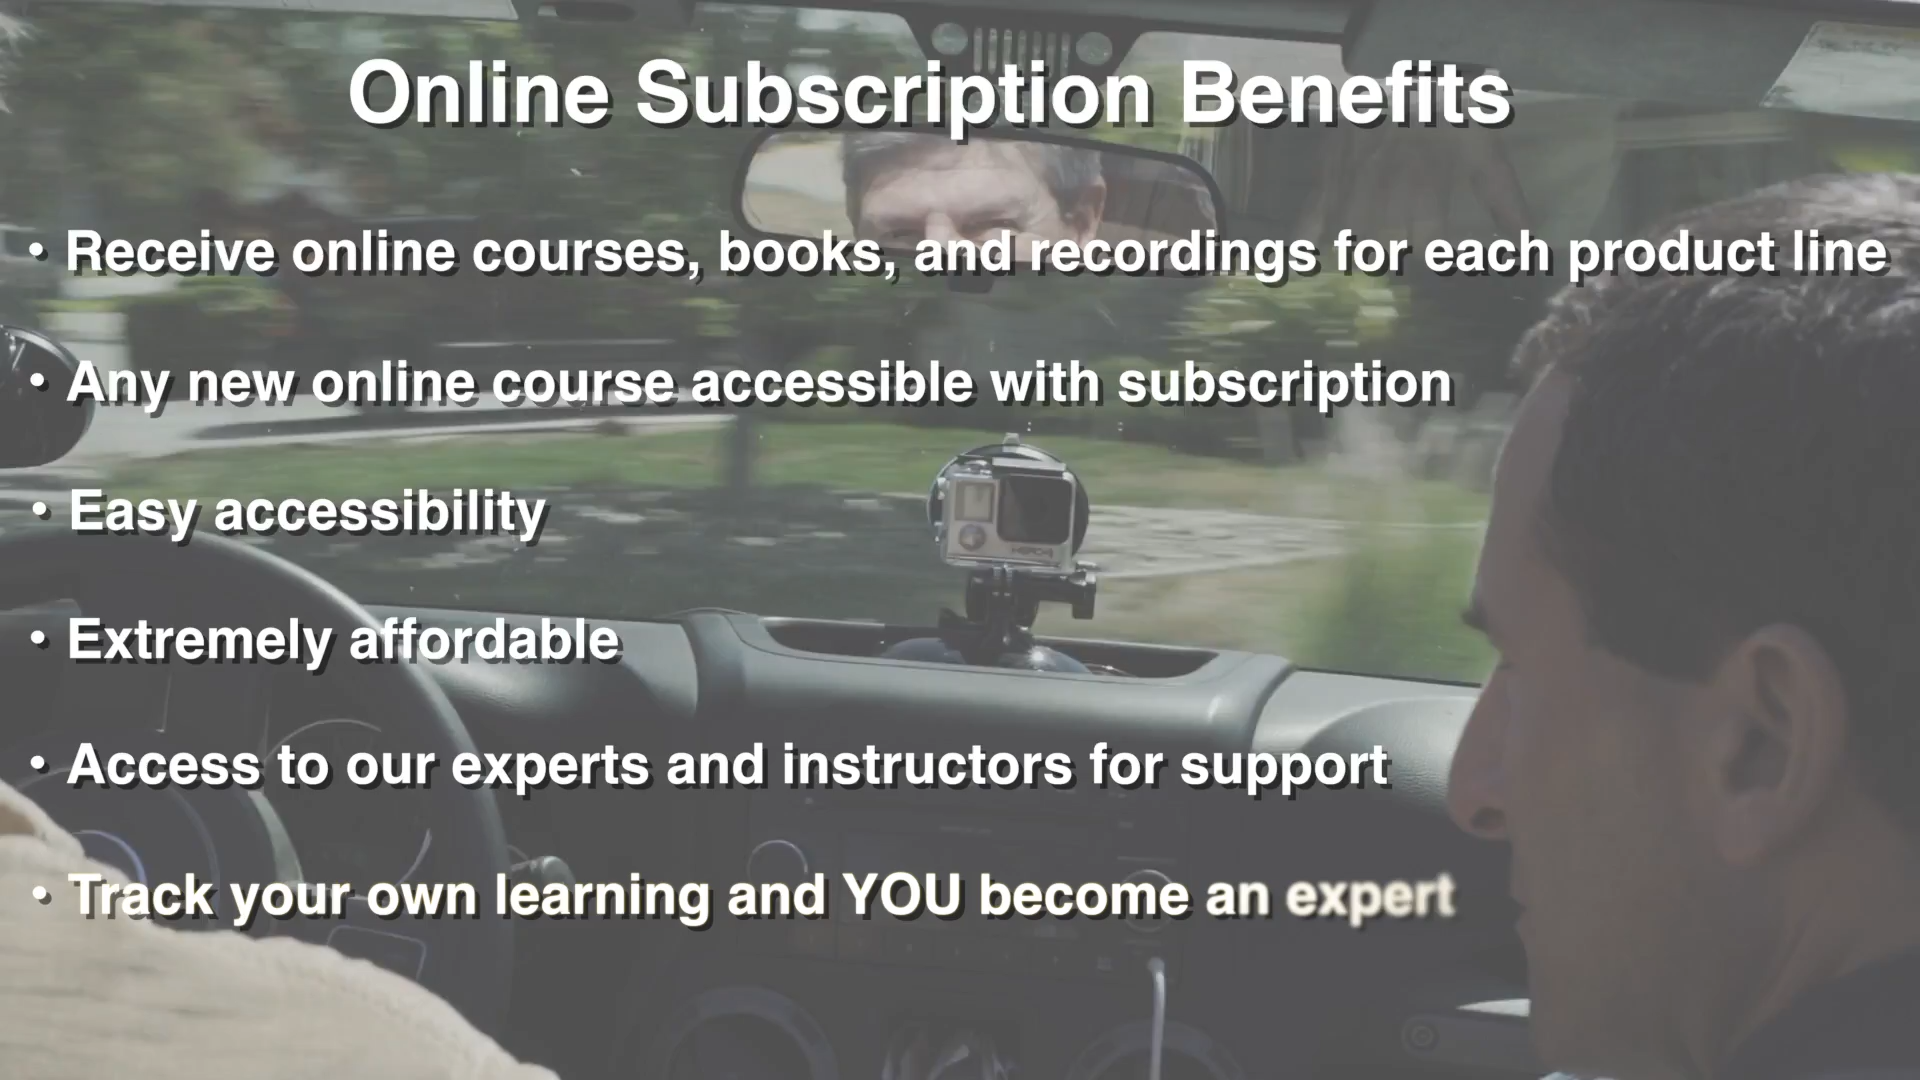 Online Subscription Benefits
• Receive online courses, books, and recordings for each product line
• Any new online course accessible with subscription
• Easy accessibility
• Extremely affordable
• Access to our experts and instructors for support
• Track your own learning and YOU become an expert
HERO4